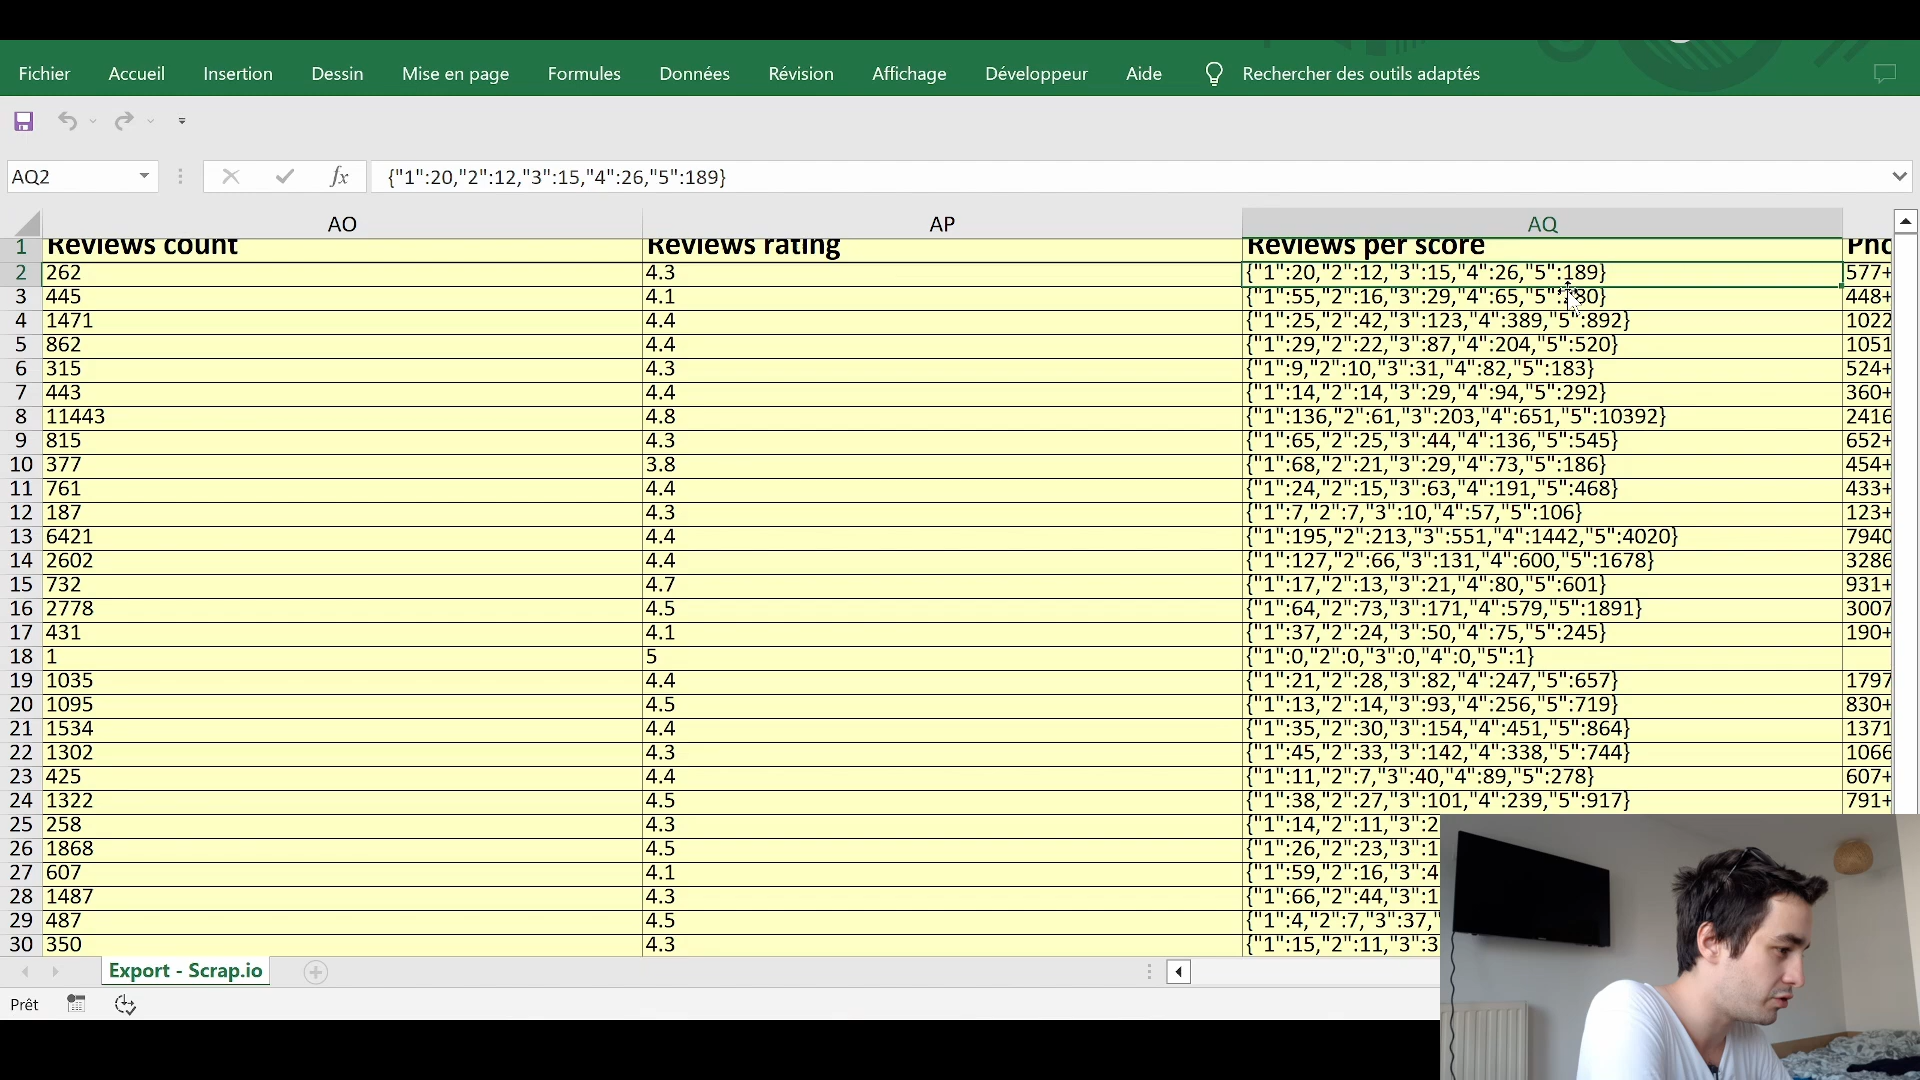 Fichier Accueil Insertion Dessin Mise en page Formules Données Révision Affichage Développeur Aide Rechercher des outils adaptés
AQ2 fx {"1":20,"2":12,"3":15,"4":26,"5":189}
AO AP AQ
1 Reviews count Reviews rating Reviews per score
2 262 4.3 {"1":20,"2":12,"3":15,"4":26,"5":189} 577+
3 445 4.1 {"1":55,"2":16,"3":29,"4":65,"5": 448+
4 1471 4.4 {"1":25,"2":42,"3":123,"4":389,"5":892} 1022
5 862 4.4 {"1":29,"2":22,"3":87,"4":204,"5":520} 1051
6 315 4.3 {"1":9,"2":10,"3":31,"4":82,"5":183} 524+
7 443 4.4 {"1":14,"2":14,"3":29,"4":94,"5":292} 360+
8 11443 4.8 {"1":136,"2":61,"3":203,"4":651,"5":10392} 2416
9 815 4.3 {"1":65,"2":25,"3":44,"4":136,"5":545} 652+
10 377 3.8 {"1":68,"2":21,"3":29,"4":73,"5":186} 454+
11 761 4.4 {"1":24,"2":15,"3":63,"4":191,"5":468} 433+
12 187 4.3 {"1":7,"2":7,"3":10,"4":57,"5":106} 123+
13 6421 4.4 {"1":195,"2":213,"3":551,"4":1442,"5":4020} 7940
14 2602 4.4 {"1":127,"2":66,"3":131,"4":600,"5":1678} 3286
15 732 4.7 {"1":17,"2":13,"3":21,"4":80,"5":601} 931+
16 2778 4.5 {"1":64,"2":73,"3":171,"4":579,"5":1891} 3007
17 431 4.1 {"1":37,"2":24,"3":50,"4":75,"5":245} 190+
18 1 5 {"1":0,"2":0,"3":0,"4":0,"5":1}
19 1035 4.4 {"1":21,"2":28,"3":82,"4":247,"5":657} 1797
20 1095 4.5 {"1":13,"2":14,"3":93,"4":256,"5":719} 830+
21 1534 4.4 {"1":35,"2":30,"3":154,"4":451,"5":864} 1371
22 1302 4.3 {"1":45,"2":33,"3":142,"4":338,"5":744} 1066
23 425 4.4 {"1":11,"2":7,"3":40,"4":89,"5":278} 607+
24 1322 4.5 {"1":38,"2":27,"3":101,"4":239,"5":917} 791+
25 258 4.3 {"1":14,"2":11,"3":2
26 1868 4.5 {"1":26,"2":23,"3":1
27 607 4.1 {"1":59,"2":16,"3":4
28 1487 4.3 {"1":66,"2":44,"3":1
29 487 4.5 {"1":4,"2":7,"3":37,"
30 350 4.3 {"1":15,"2":11,"3":3
Export - Scrap.io
Prêt